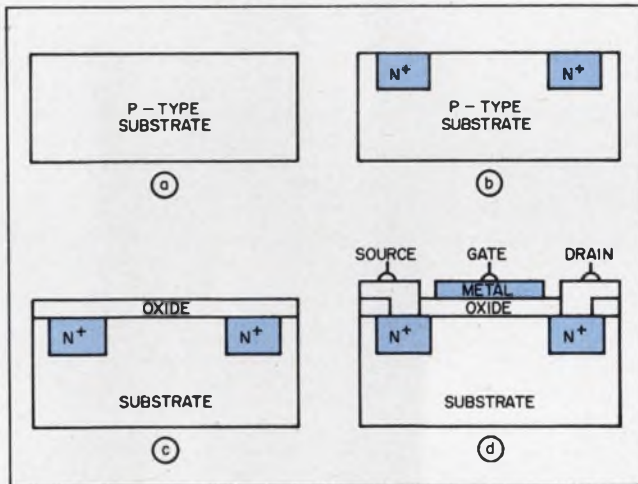 P – TYPE
SUBSTRATE
a
N+ N+
P – TYPE
SUBSTRATE
b
OXIDE
N+ N+
SUBSTRATE
c
SOURCE GATE DRAIN
METAL
OXIDE
N+ N+
SUBSTRATE
d